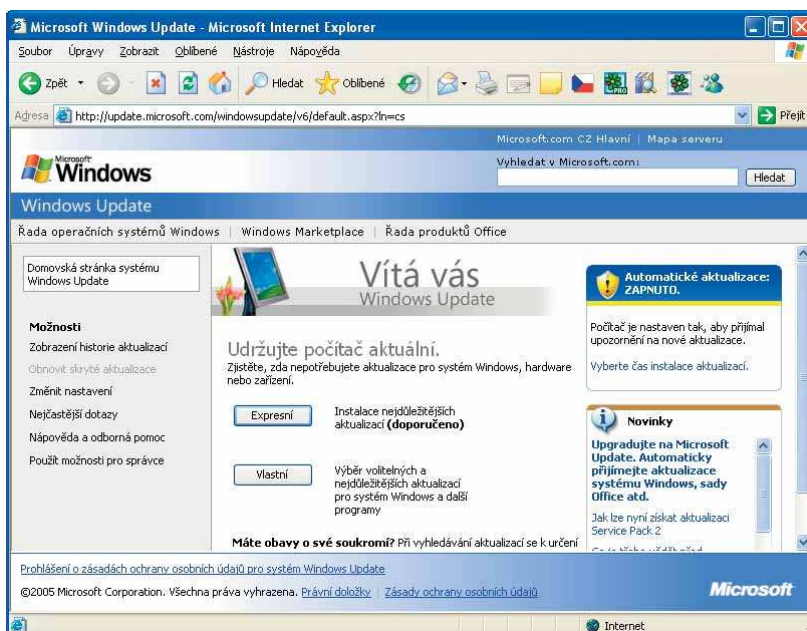 Microsoft Windows Update - Microsoft Internet Explorer
Soubor Úpravy Zobrazit Oblíbené Nástroje Nápověda
Zpět Hledat Oblíbené
Adresa http://update.microsoft.com/windowsupdate/v6/default.aspx?ln=cs Přejít
Microsoft.com CZ Hlavní | Mapa serveru
Microsoft
Windows
Vyhledat v Microsoft.com:
Hledat
Windows Update
Řada operačních systémů Windows | Windows Marketplace | Řada produktů Office
Domovská stránka systému
Windows Update
Možnosti
Zobrazení historie aktualizací
Obnovit skryté aktualizace
Změnit nastavení
Nejčastější dotazy
Nápověda a odborná pomoc
Použít možnosti pro správce
Vítá vás
Windows Update
Udržujte počítač aktuální.
Zjistěte, zda nepotřebujete aktualizace pro systém Windows, hardware
nebo zařízení.
Expresní
Instalace nejdůležitějších
aktualizací (doporučeno)
Vlastní
Výběr volitelných a
nejdůležitějších aktualizací
pro systém Windows a další
programy
Máte obavy o své soukromí? Při vyhledávání aktualizací se k určení
Automatické aktualizace:
ZAPNUTO.
Počítač je nastaven tak, aby přijímal
upozornění na nové aktualizace.
Vyberte čas instalace aktualizací.
Novinky
Upgradujte na Microsoft
Update. Automaticky
přijímejte aktualizace
systému Windows, sady
Office atd.
Jak lze nyní získat aktualizaci
Service Pack 2
Prohlášení o zásadách ochrany osobních údajů pro systém Windows Update
©2005 Microsoft Corporation. Všechna práva vyhrazena. Právní doložky | Zásady ochrany osobních údajů
Microsoft
Internet